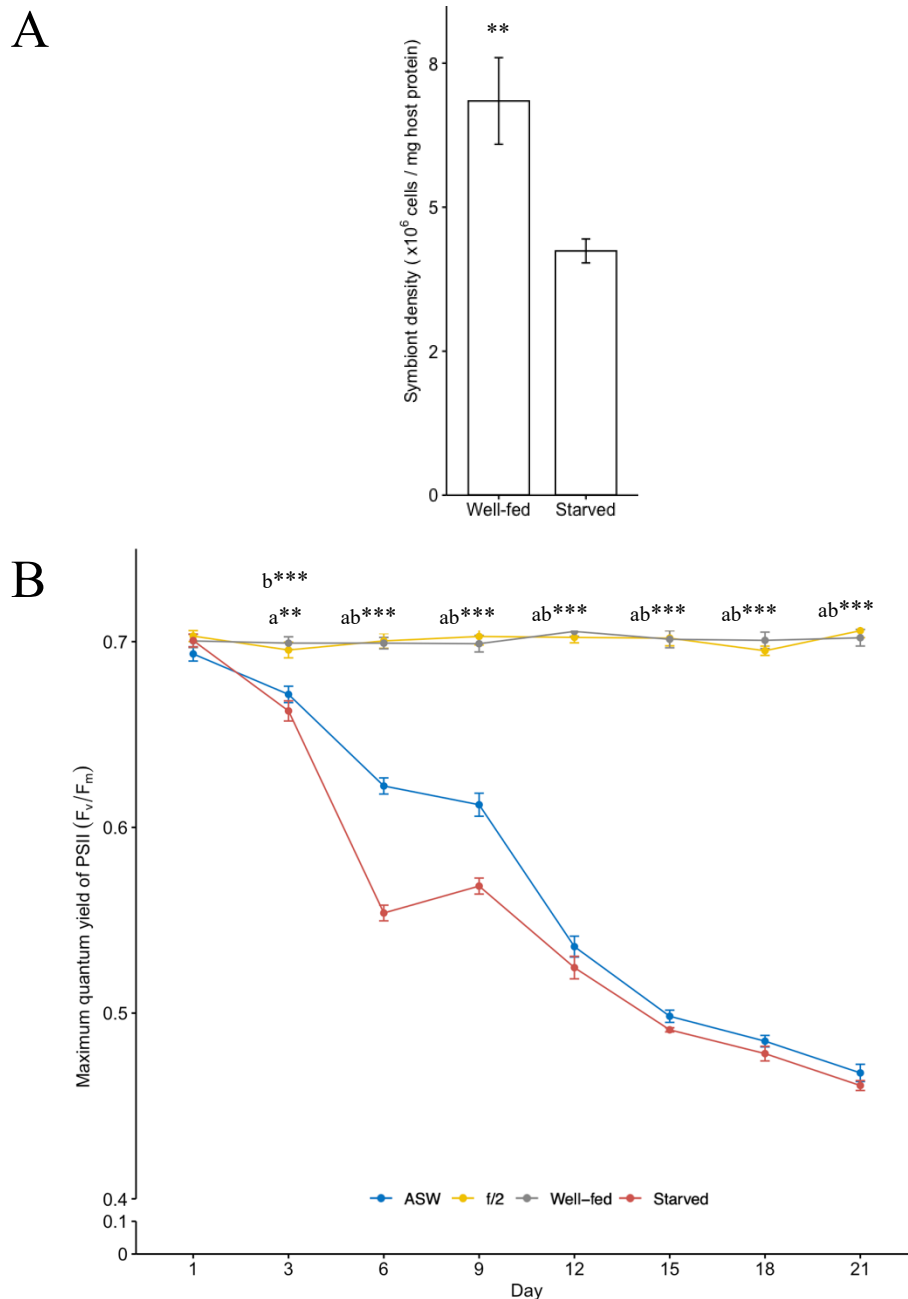 A
**
8
5
2
0
Symbiont density ( x10⁶ cells / mg host protein)
Well-fed Starved
B
b***
a** ab*** ab*** ab*** ab*** ab*** ab***
0.7
0.6
0.5
0.4
0.1
0
Maximum quantum yield of PSII (Fv/Fm)
ASW f/2 Well-fed Starved
1 3 6 9 12 15 18 21
Day